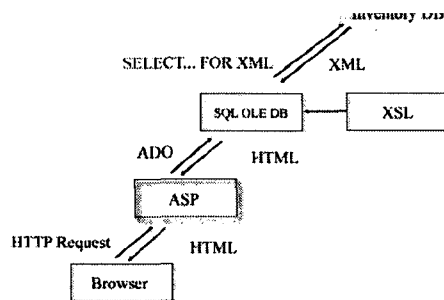 Inventory DB
SELECT... FOR XML
XML
SQL OLE DB
XSL
ADO
HTML
ASP
HTTP Request
HTML
Browser